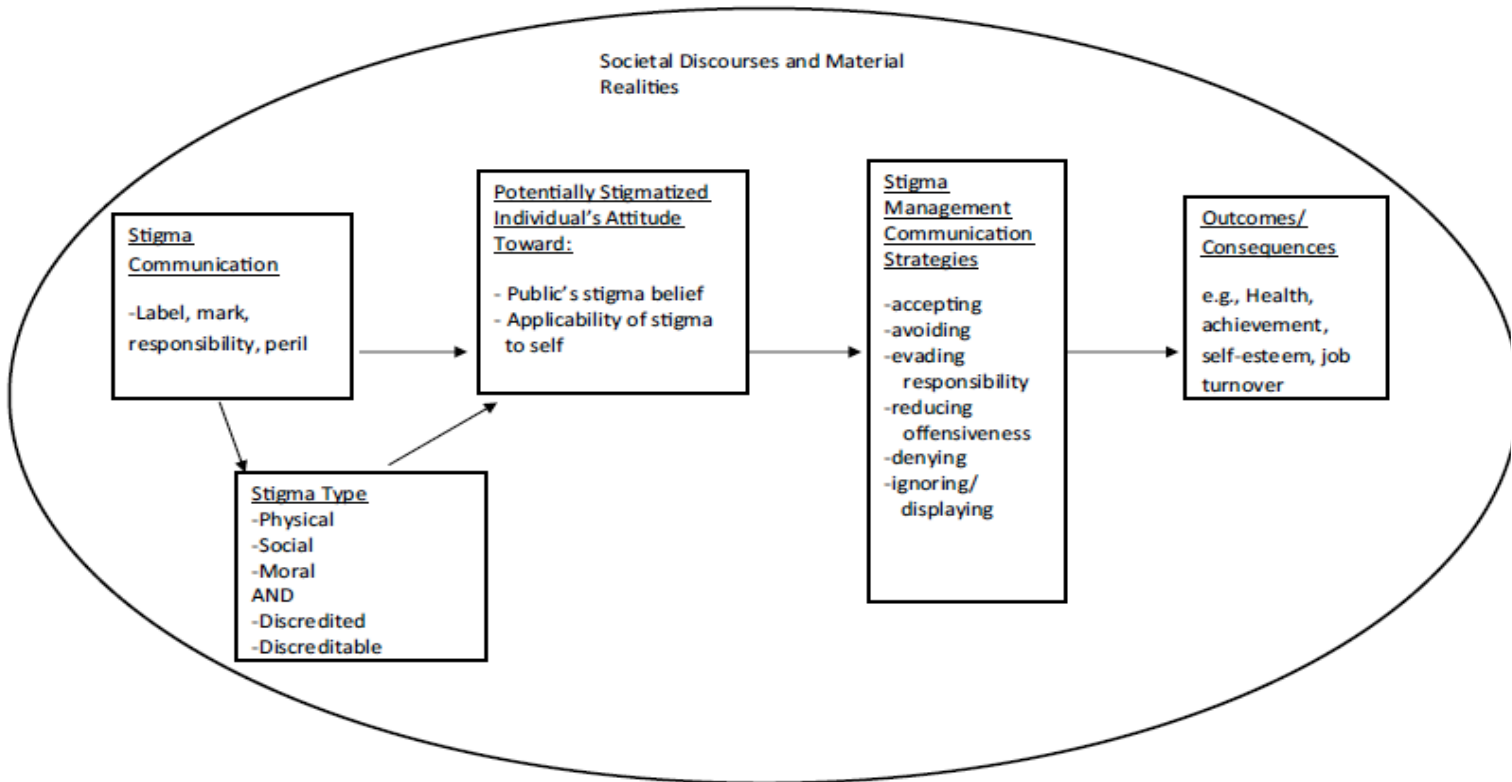 Societal Discourses and Material
Realities
Stigma
Communication
-Label, mark,
responsibility, peril
Stigma Type
-Physical
-Social
-Moral
AND
-Discredited
-Discreditable
Potentially Stigmatized
Individual's Attitude
Toward:
- Public's stigma belief
- Applicability of stigma
to self
Stigma
Management
Communication
Strategies
-accepting
-avoiding
-evading
responsibility
-reducing
offensiveness
-denying
-ignoring/
displaying
Outcomes/
Consequences
e.g., Health,
achievement,
self-esteem, job
turnover